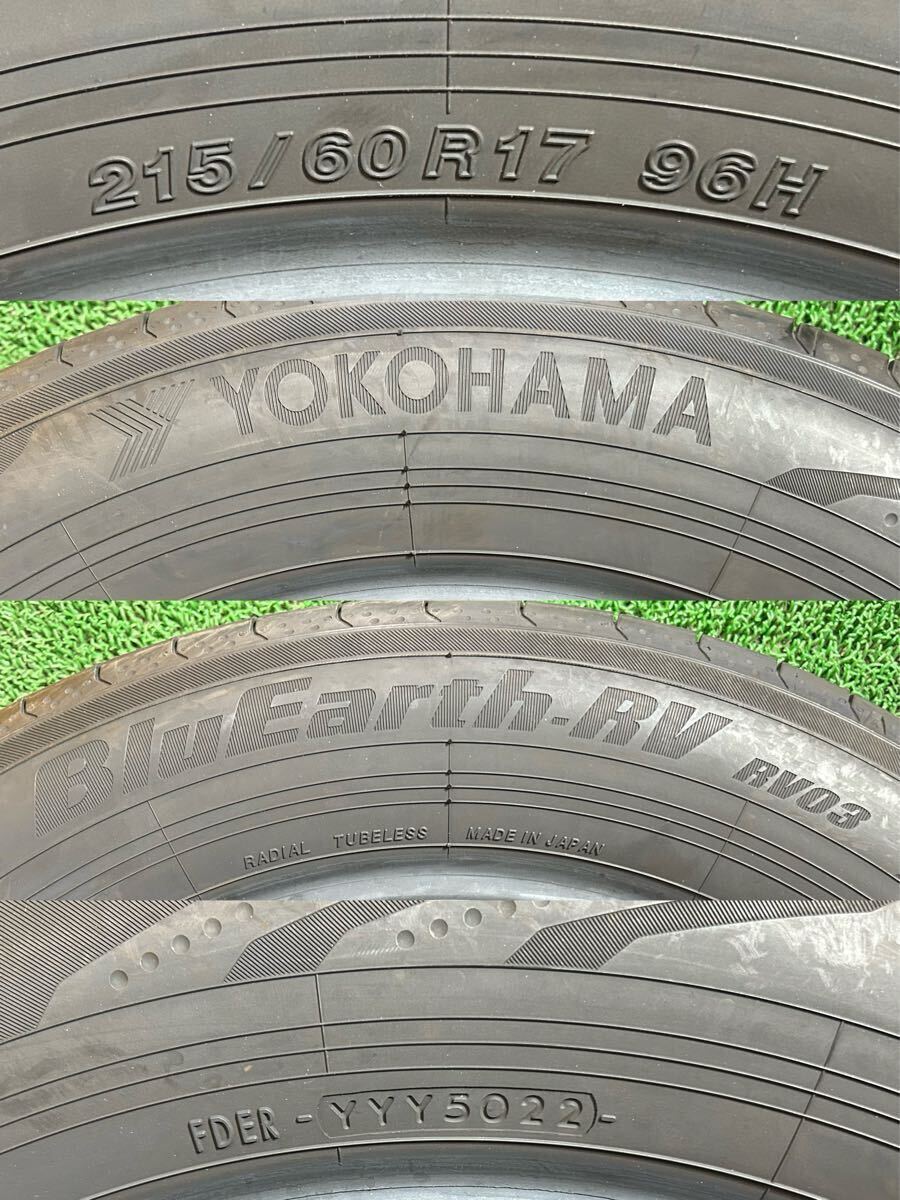 215/60R17 96H
YOKOHAMA
BluEarth-RV RV03
RADIAL TUBELESS MADE IN JAPAN
FDER -YYY5022-